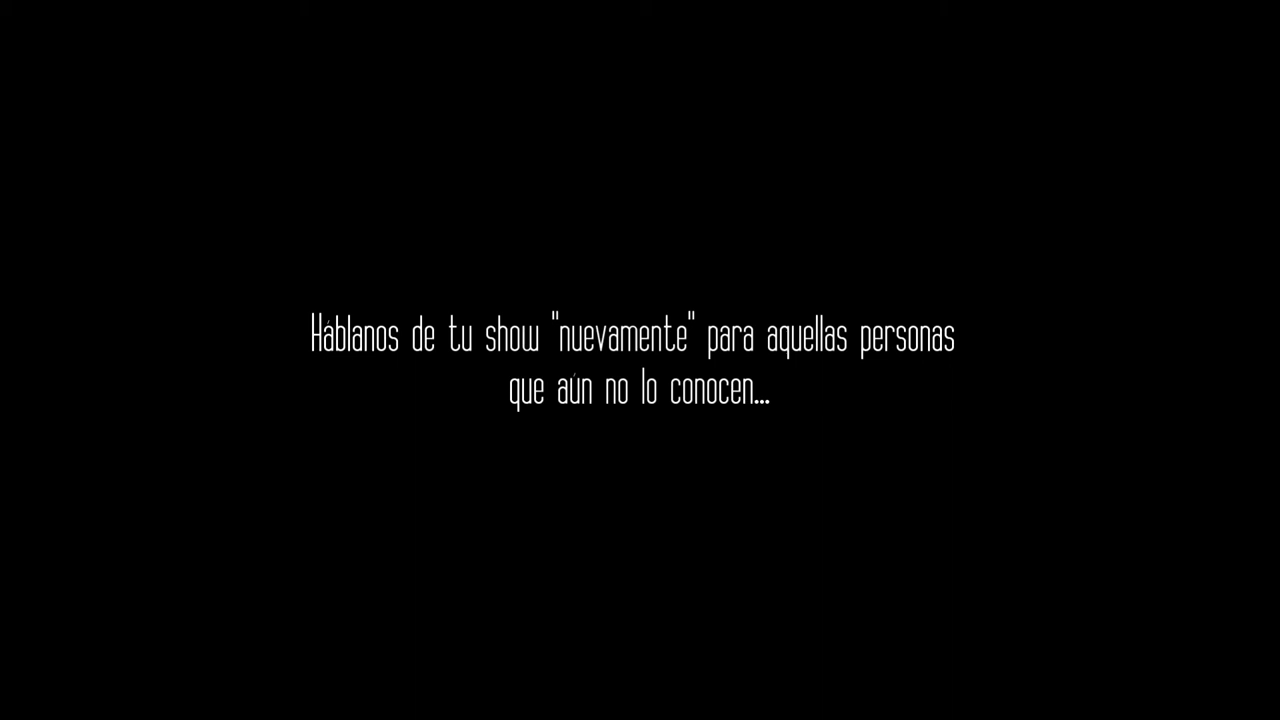 Háblanos de tu show "nuevamente" para aquellas personas
que aún no lo conocen...